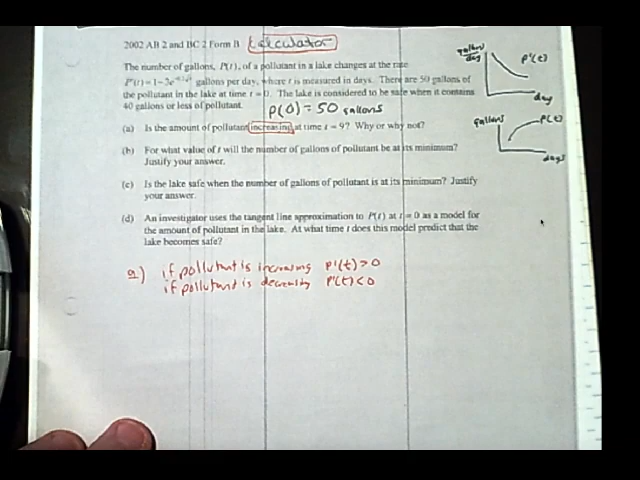 2002 AB 2 and BC 2 Form B Calculator
The number of gallons, P(t), of a pollutant in a lake changes at the rate
P'(t) = 1 − 3e^{-0.2√t} gallons per day, where t is measured in days. There are 50 gallons of
the pollutant in the lake at time t = 0. The lake is considered to be safe when it contains
40 gallons or less of pollutant. P(0) = 50 gallons
(a) Is the amount of pollutant increasing at time t = 9? Why or why not?
(b) For what value of t will the number of gallons of pollutant be at its minimum?
Justify your answer.
(c) Is the lake safe when the number of gallons of pollutant is at its minimum? Justify
your answer.
(d) An investigator uses the tangent line approximation to P(t) at t = 0 as a model for
the amount of pollutant in the lake. At what time t does this model predict that the
lake becomes safe?
gallons
day
P'(t)
day
gallons
P(t)
days
a) if pollutant is increasing P'(t) > 0
if pollutant is decreasing P'(t) < 0